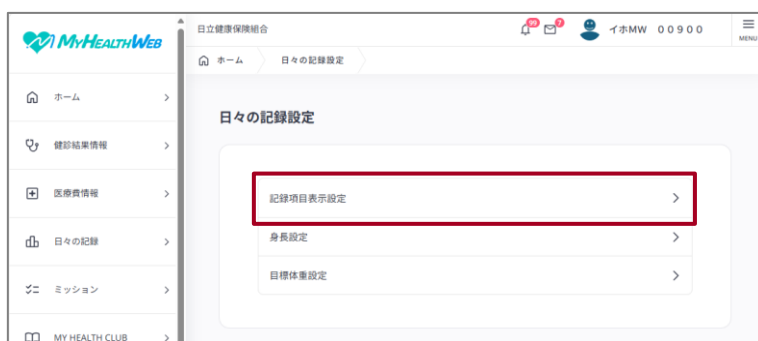 MYHEALTHWEB
日立健康保険組合
99
7
イホMW 00900
MENU
ホーム
日々の記録設定
ホーム
健診結果情報
医療費情報
日々の記録
ミッション
MY HEALTH CLUB
日々の記録設定
記録項目表示設定
身長設定
目標体重設定